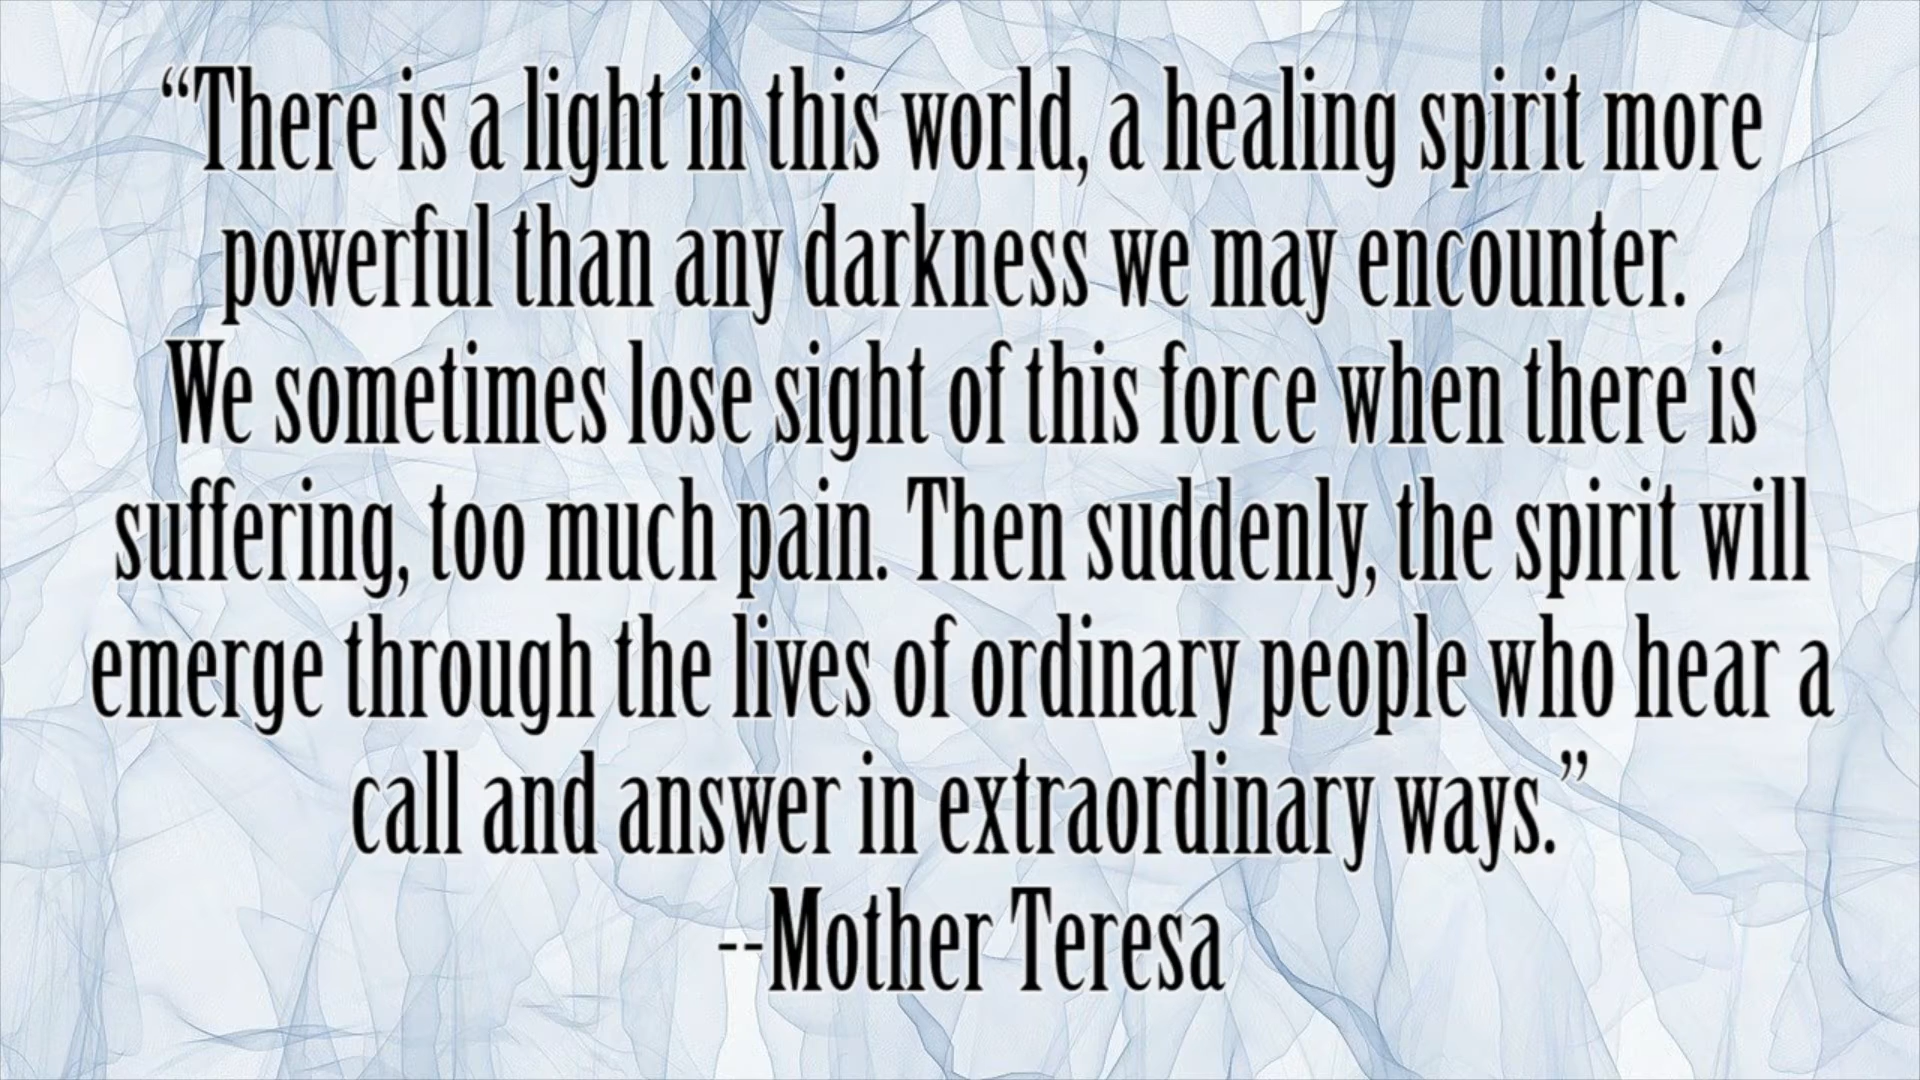 “There is a light in this world, a healing spirit more
powerful than any darkness we may encounter.
We sometimes lose sight of this force when there is
suffering, too much pain. Then suddenly, the spirit will
emerge through the lives of ordinary people who hear a
call and answer in extraordinary ways.”
--Mother Teresa